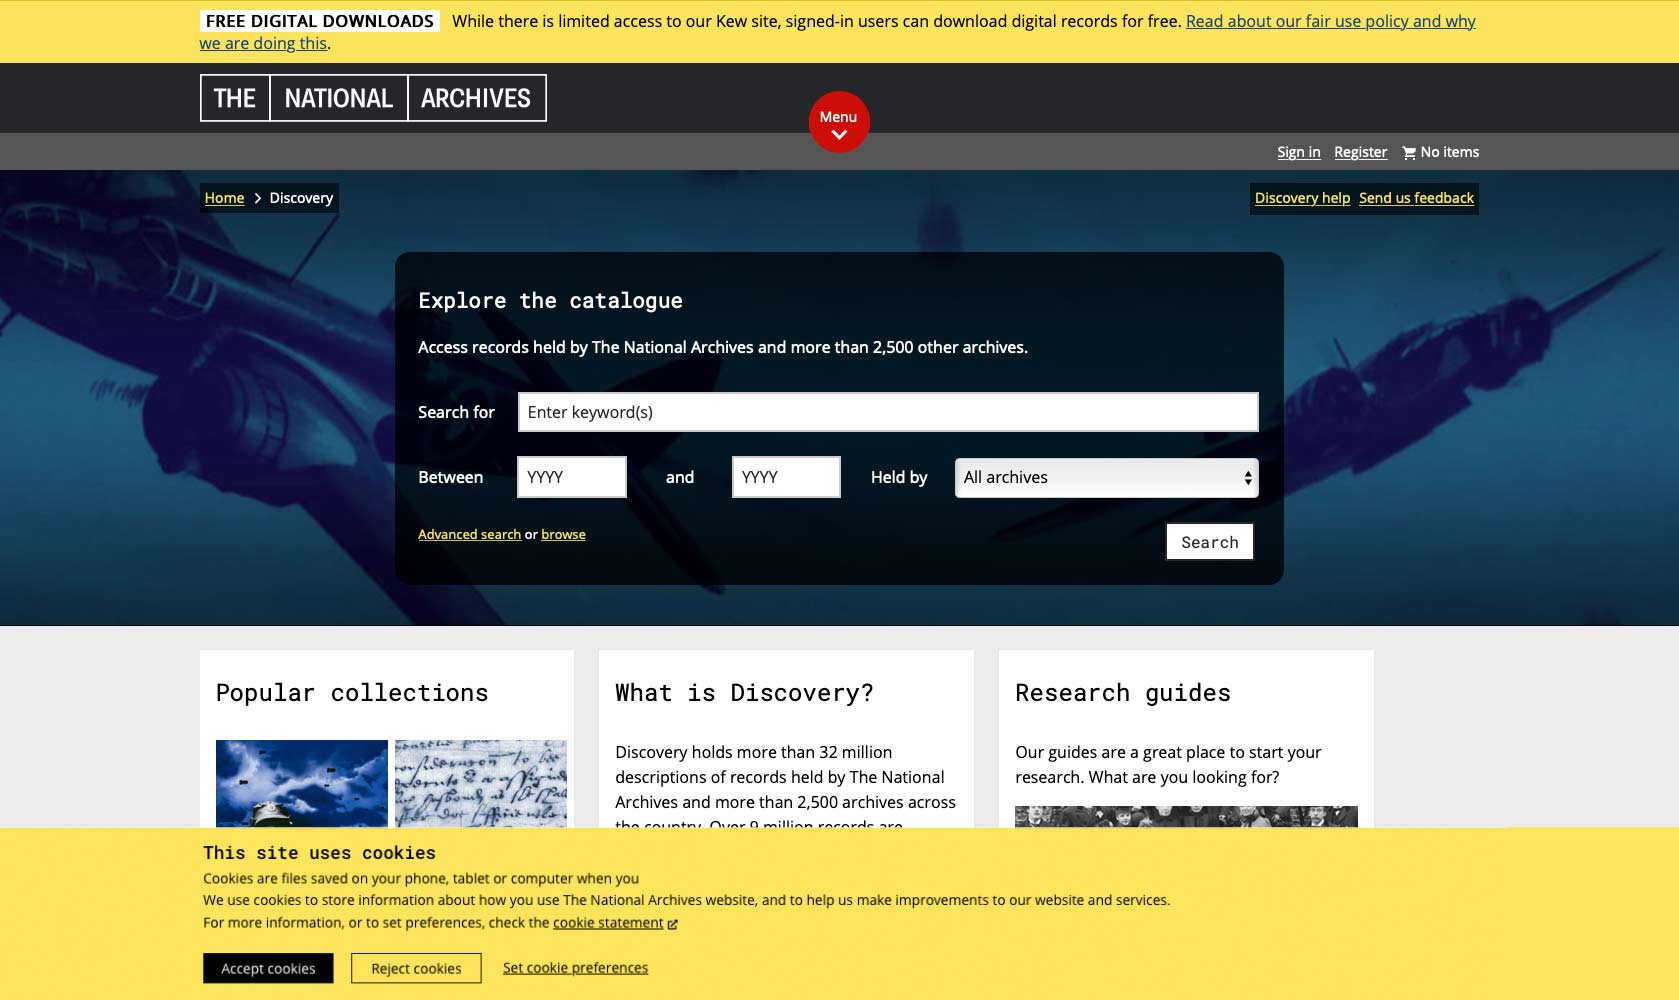 FREE DIGITAL DOWNLOADS While there is limited access to our Kew site, signed-in users can download digital records for free. Read about our fair use policy and why
we are doing this.
THE NATIONAL ARCHIVES
Menu
Sign in Register No items
Home Discovery
Discovery help Send us feedback
Explore the catalogue
Access records held by The National Archives and more than 2,500 other archives.
Search for Enter keyword(s)
Between YYYY and YYYY Held by All archives
Advanced search or browse
Search
Popular collections
What is Discovery?
Discovery holds more than 32 million
descriptions of records held by The National
Archives and more than 2,500 archives across
the country. Over 9 million records are
Research guides
Our guides are a great place to start your
research. What are you looking for?
This site uses cookies
Cookies are files saved on your phone, tablet or computer when you
We use cookies to store information about how you use The National Archives website, and to help us make improvements to our website and services.
For more information, or to set preferences, check the cookie statement
Accept cookies Reject cookies Set cookie preferences